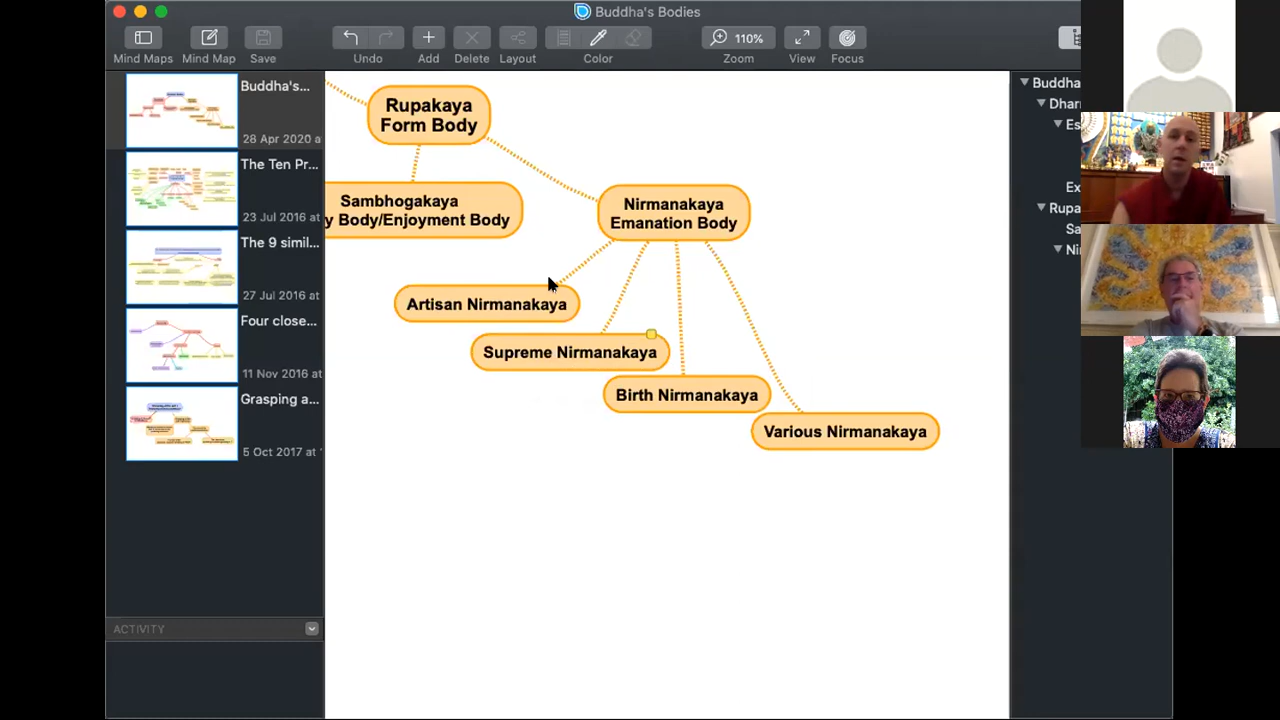 Buddha's Bodies
Mind Maps
Mind Map
Save
Undo
Add
Delete
Layout
Color
110%
Zoom
View
Focus
Buddha's...
28 Apr 2020 at
The Ten Pr...
23 Jul 2016 at
The 9 simil...
27 Jul 2016 at
Four close...
11 Nov 2016 at
Grasping a...
5 Oct 2017 at
ACTIVITY
Rupakaya
Form Body
Sambhogakaya
y Body/Enjoyment Body
Nirmanakaya
Emanation Body
Artisan Nirmanakaya
Supreme Nirmanakaya
Birth Nirmanakaya
Various Nirmanakaya
Buddha
Dharr
Es
Ex
Rupa
Sa
Ni